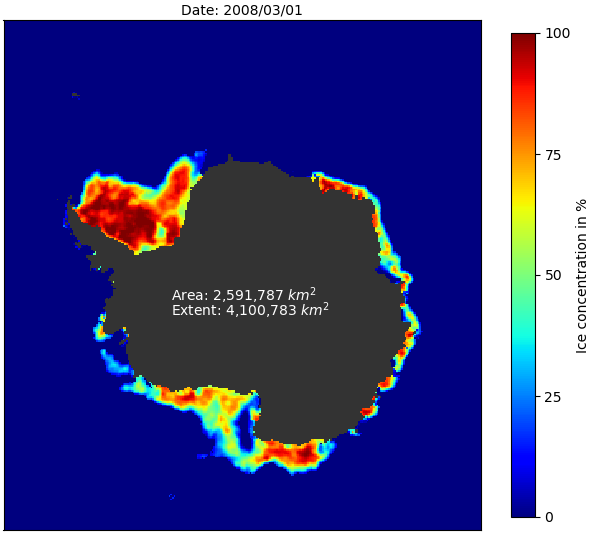 Date: 2008/03/01
100
75
Area: 2,591,787 km²
Extent: 4,100,783 km²
50
25
0
Ice concentration in %